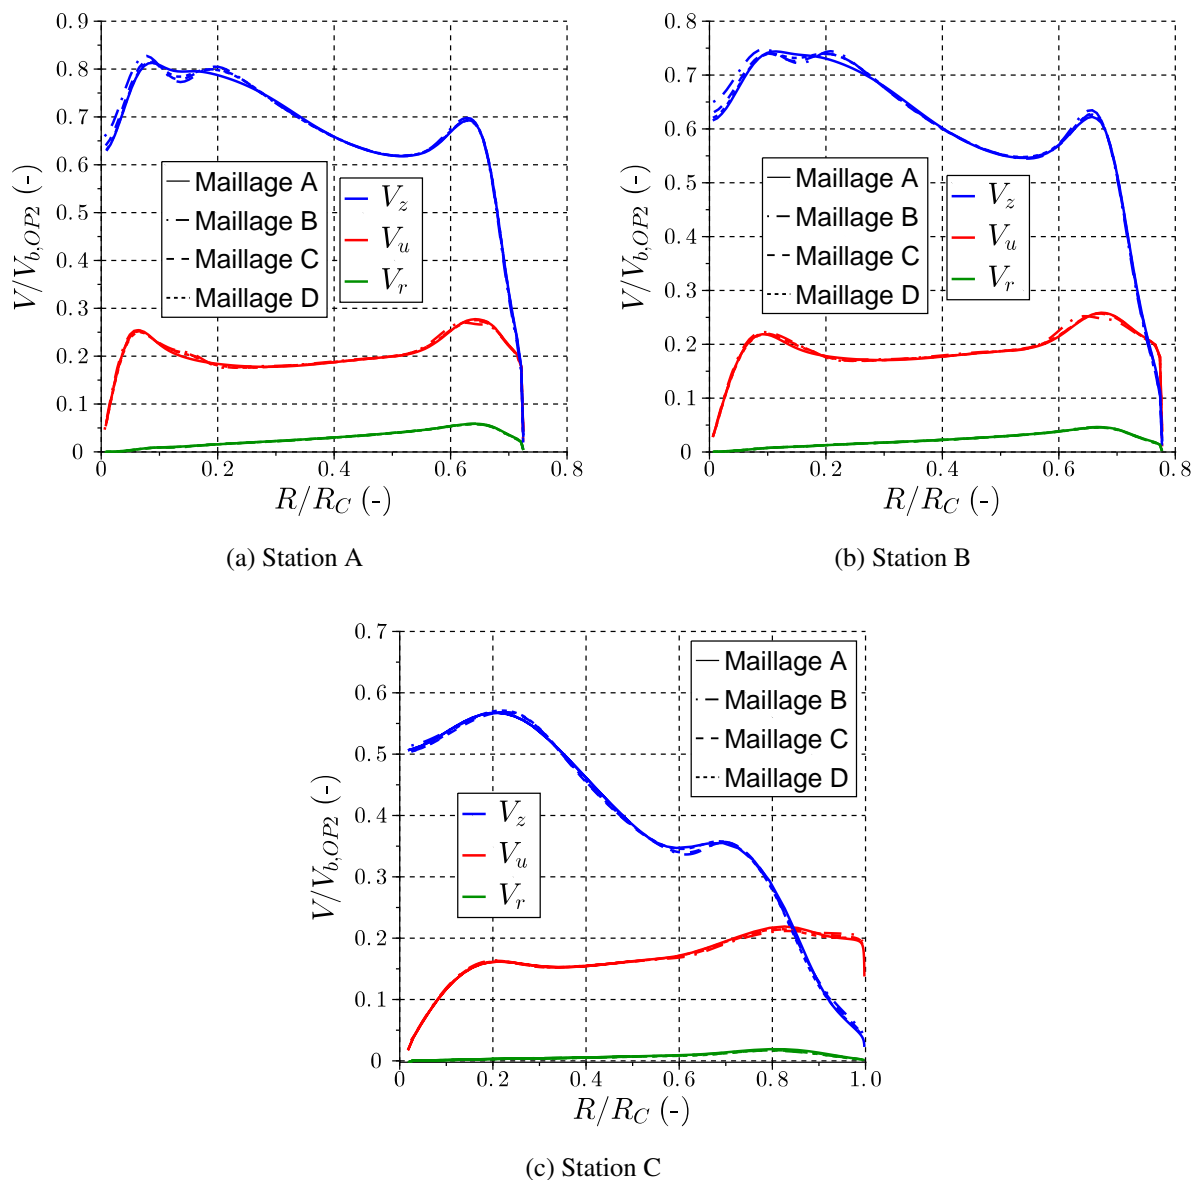 0.9
0.8
0.7
0.6
0.5
0.4
0.3
0.2
0.1
0
V/V_{b,OP2} (-)
Maillage A
Maillage B
Maillage C
Maillage D
V_z
V_u
V_r
0 0.2 0.4 0.6 0.8
R/R_C (-)
(a) Station A
0.8
0.7
0.6
0.5
0.4
0.3
0.2
0.1
0
V/V_{b,OP2} (-)
Maillage A
Maillage B
Maillage C
Maillage D
V_z
V_u
V_r
0 0.2 0.4 0.6 0.8
R/R_C (-)
(b) Station B
0.7
0.6
0.5
0.4
0.3
0.2
0.1
0
V/V_{b,OP2} (-)
Maillage A
Maillage B
Maillage C
Maillage D
V_z
V_u
V_r
0 0.2 0.4 0.6 0.8 1.0
R/R_C (-)
(c) Station C